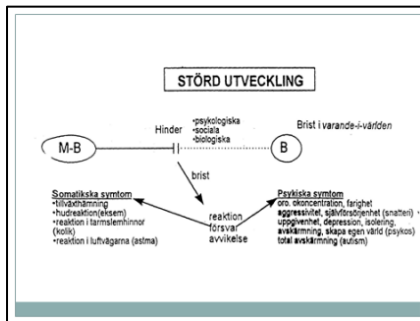 STÖRD UTVECKLING
Hinder
•psykologiska
•sociala
•biologiska
Brist i varande-i-världen
M-B
B
brist
Somatikska symtom
•tillväxthämning
•hudreaktion(eksem)
•reaktion i tarmslemhinnor
(kolik)
•reaktion i luftvägarna (astma)
reaktion
försvar
avvikelse
Psykiska symtom
oro, okoncentration, farighet
aggressivitet, självförsörjenhet (snatteri) •
uppgivenhet, depression, isolering,
avskärmning, skapa egen värld (psykos)
total avskärmning (autism)